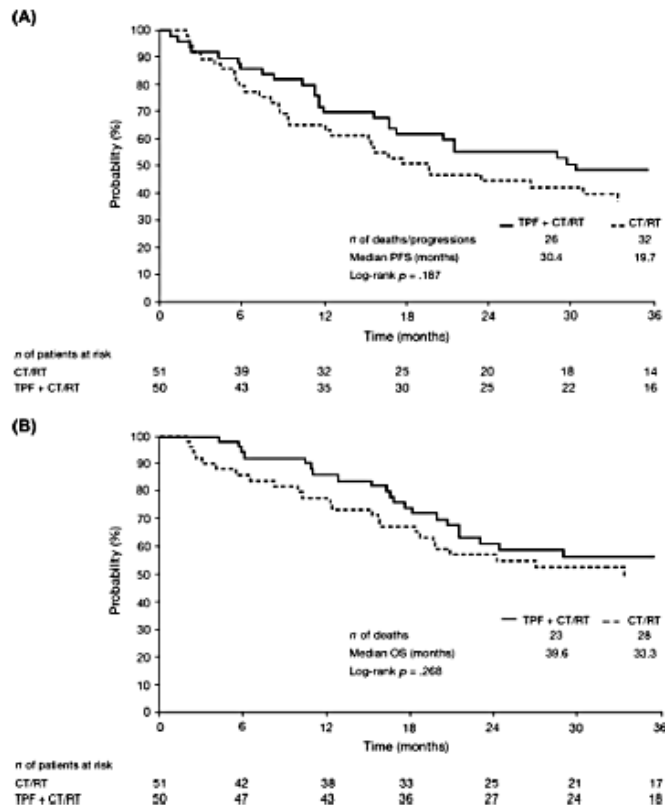 (A)
100
90
80
70
60
50
40
30
20
10
0
Probability (%)
TPF + CT/RT CT/RT
n of deaths/progressions 26 32
Median PFS (months) 30.4 19.7
Log-rank p = .187
0 6 12 18 24 30 36
Time (months)
n of patients at risk
CT/RT 51 39 32 25 20 18 14
TPF + CT/RT 50 43 35 30 25 22 16
(B)
100
90
80
70
60
50
40
30
20
10
0
Probability (%)
TPF + CT/RT CT/RT
n of deaths 23 28
Median OS (months) 39.6 33.3
Log-rank p = .268
0 6 12 18 24 30 36
Time (months)
n of patients at risk
CT/RT 51 42 38 33 25 21 17
TPF + CT/RT 50 47 43 36 27 24 18